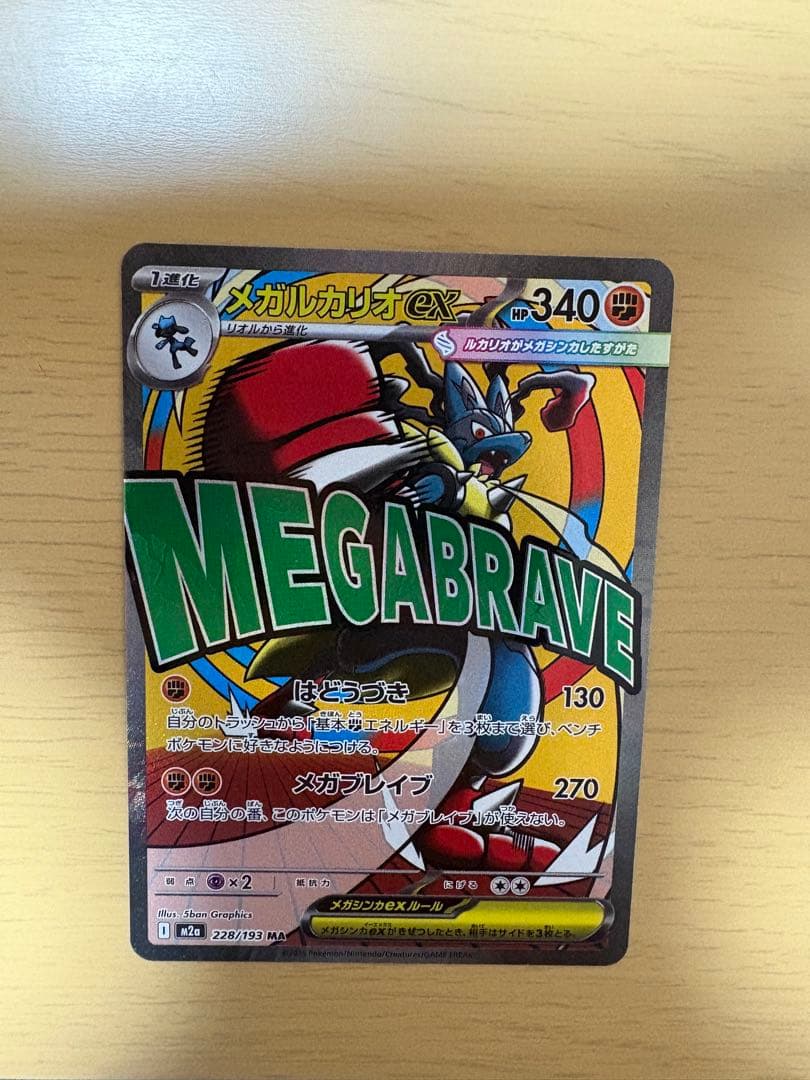 1進化
メガルカリオex
HP340
リオルから進化
ルカリオがメガシンカしたすがた
MEGABRAVE
はどうづき 130
自分のトラッシュから「基本エネルギー」を3枚まで選び、ベンチ
ポケモンに好きなようにつける。
メガブレイブ 270
次の自分の番、このポケモンは「メガブレイブ」が使えない。
弱点 ×2 抵抗力 にげる
Illus. 5ban Graphics
メガシンカexルール
メガシンカexがきぜつしたとき、相手はサイドを3枚とる。
I m2a 228/193 MA
Pokémon/Nintendo/Creatures/GAME FREAK